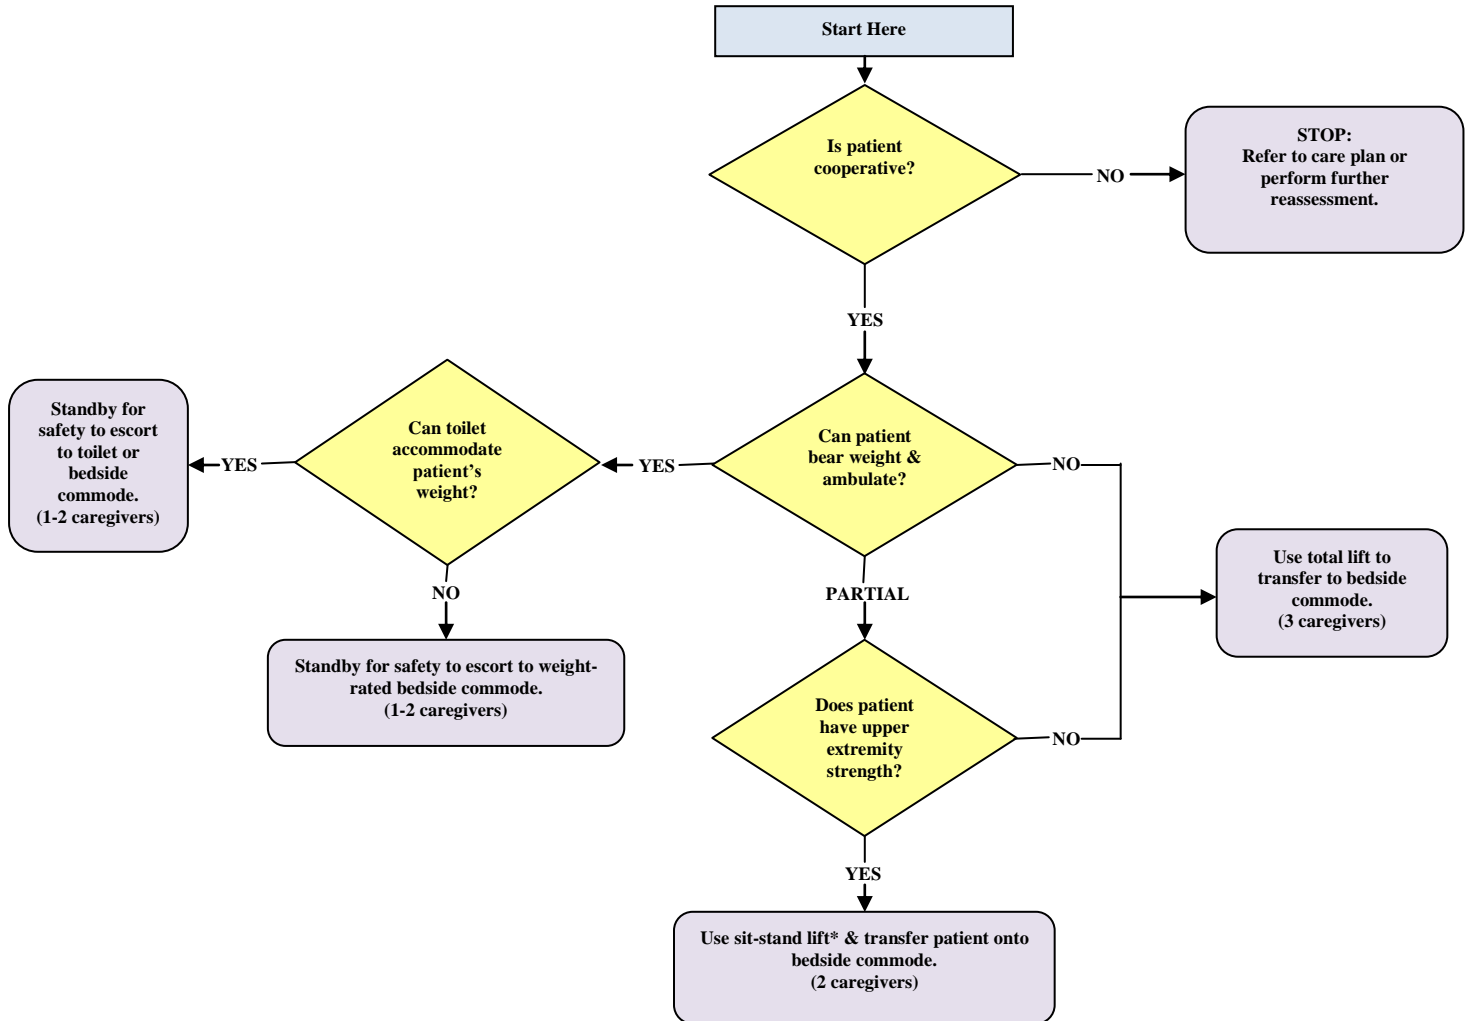 Start Here
Is patient
cooperative?
NO
STOP:
Refer to care plan or
perform further
reassessment.
YES
Can patient
bear weight &
ambulate?
YES
Can toilet
accommodate
patient's
weight?
YES
Standby for
safety to escort
to toilet or
bedside
commode.
(1-2 caregivers)
NO
Standby for safety to escort to weight-
rated bedside commode.
(1-2 caregivers)
NO
Use total lift to
transfer to bedside
commode.
(3 caregivers)
PARTIAL
Does patient
have upper
extremity
strength?
NO
YES
Use sit-stand lift* & transfer patient onto
bedside commode.
(2 caregivers)